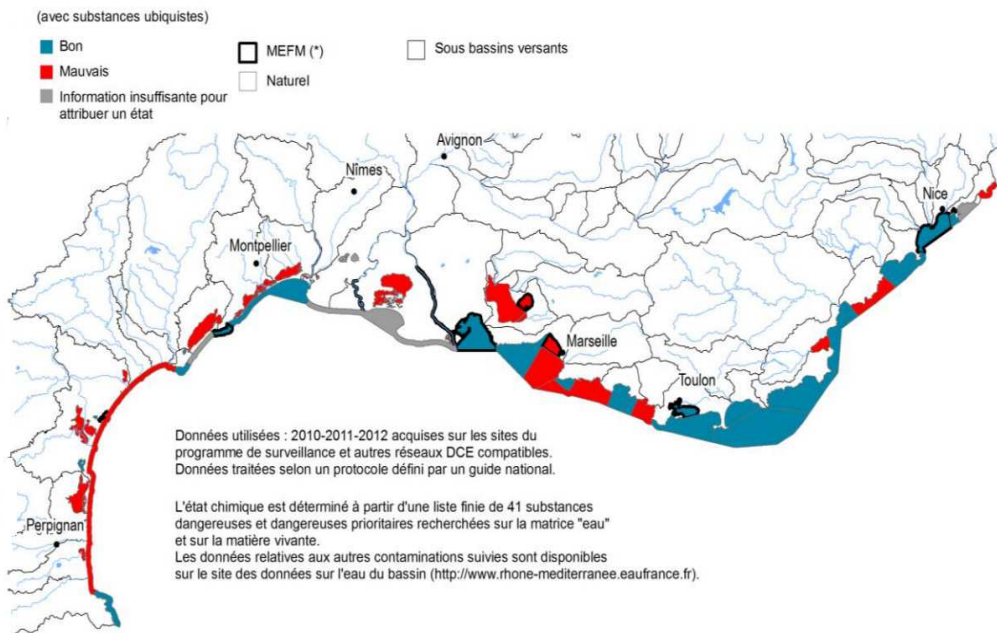 (avec substances ubiquistes)
Bon
Mauvais
Information insuffisante pour
attribuer un état
MEFM (*)
Naturel
Sous bassins versants
Avignon
Nîmes
Nice
Montpellier
Marseille
Toulon
Perpignan
Données utilisées : 2010-2011-2012 acquises sur les sites du
programme de surveillance et autres réseaux DCE compatibles.
Données traitées selon un protocole défini par un guide national.
L'état chimique est déterminé à partir d'une liste finie de 41 substances
dangereuses et dangereuses prioritaires recherchées sur la matrice "eau"
et sur la matière vivante.
Les données relatives aux autres contaminations suivies sont disponibles
sur le site des données sur l'eau du bassin (http://www.rhone-mediterranee.eaufrance.fr).